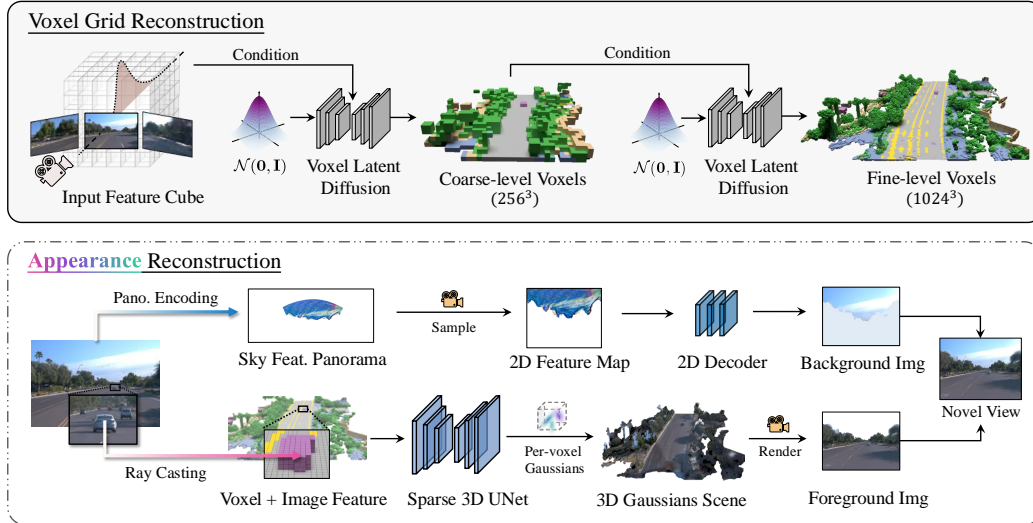 Voxel Grid Reconstruction
Condition
Condition
𝒩(𝟎, 𝐈)
𝒩(𝟎, 𝐈)
Input Feature Cube
Voxel Latent
Diffusion
Coarse-level Voxels
(256³)
Voxel Latent
Diffusion
Fine-level Voxels
(1024³)
Appearance Reconstruction
Pano. Encoding
Sky Feat. Panorama
Sample
2D Feature Map
2D Decoder
Background Img
Novel View
Ray Casting
Voxel + Image Feature
Sparse 3D UNet
Per-voxel
Gaussians
3D Gaussians Scene
Render
Foreground Img